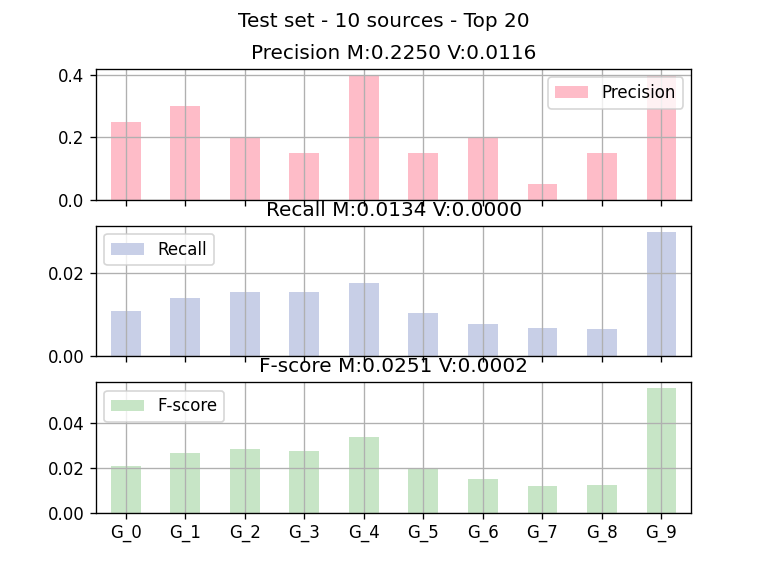 Test set - 10 sources - Top 20
Precision M:0.2250 V:0.0116
0.4
Precision
0.2
0.0
Recall M:0.0134 V:0.0000
Recall
0.02
0.00
F-score M:0.0251 V:0.0002
F-score
0.04
0.02
0.00
G_0 G_1 G_2 G_3 G_4 G_5 G_6 G_7 G_8 G_9